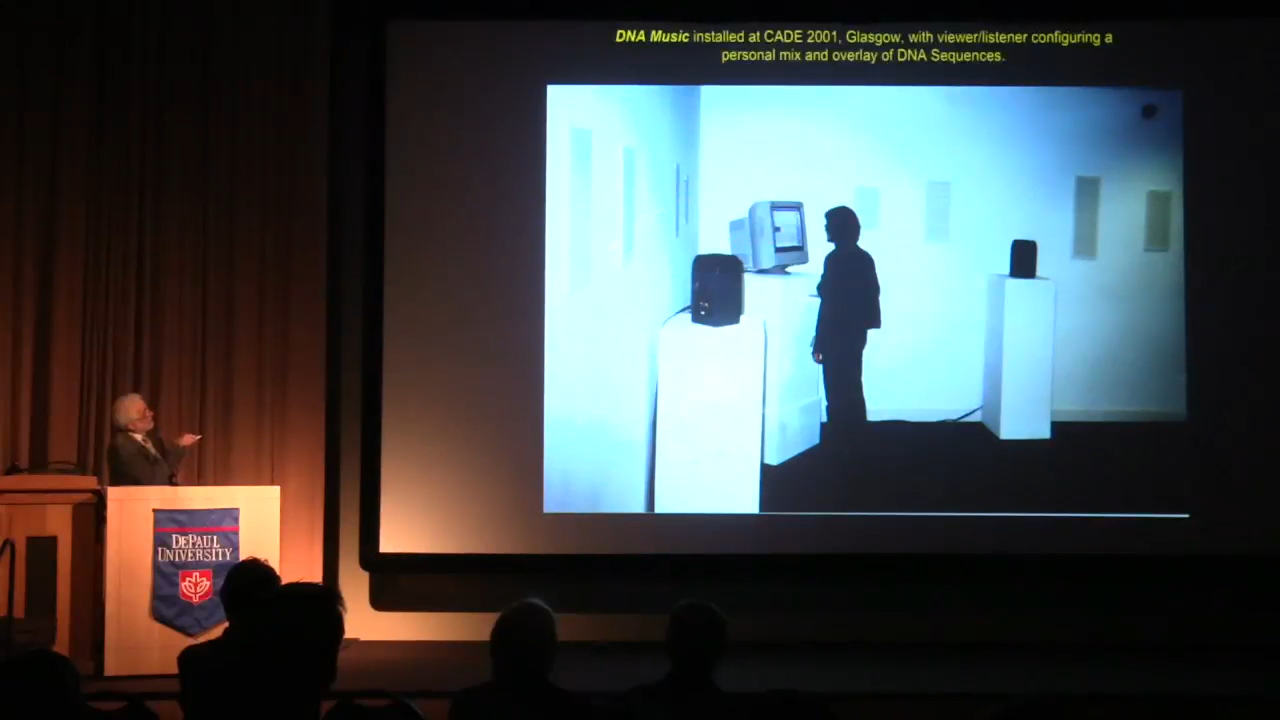 DNA Music installed at CADE 2001, Glasgow, with viewer/listener configuring a
personal mix and overlay of DNA Sequences.
DEPAUL
UNIVERSITY